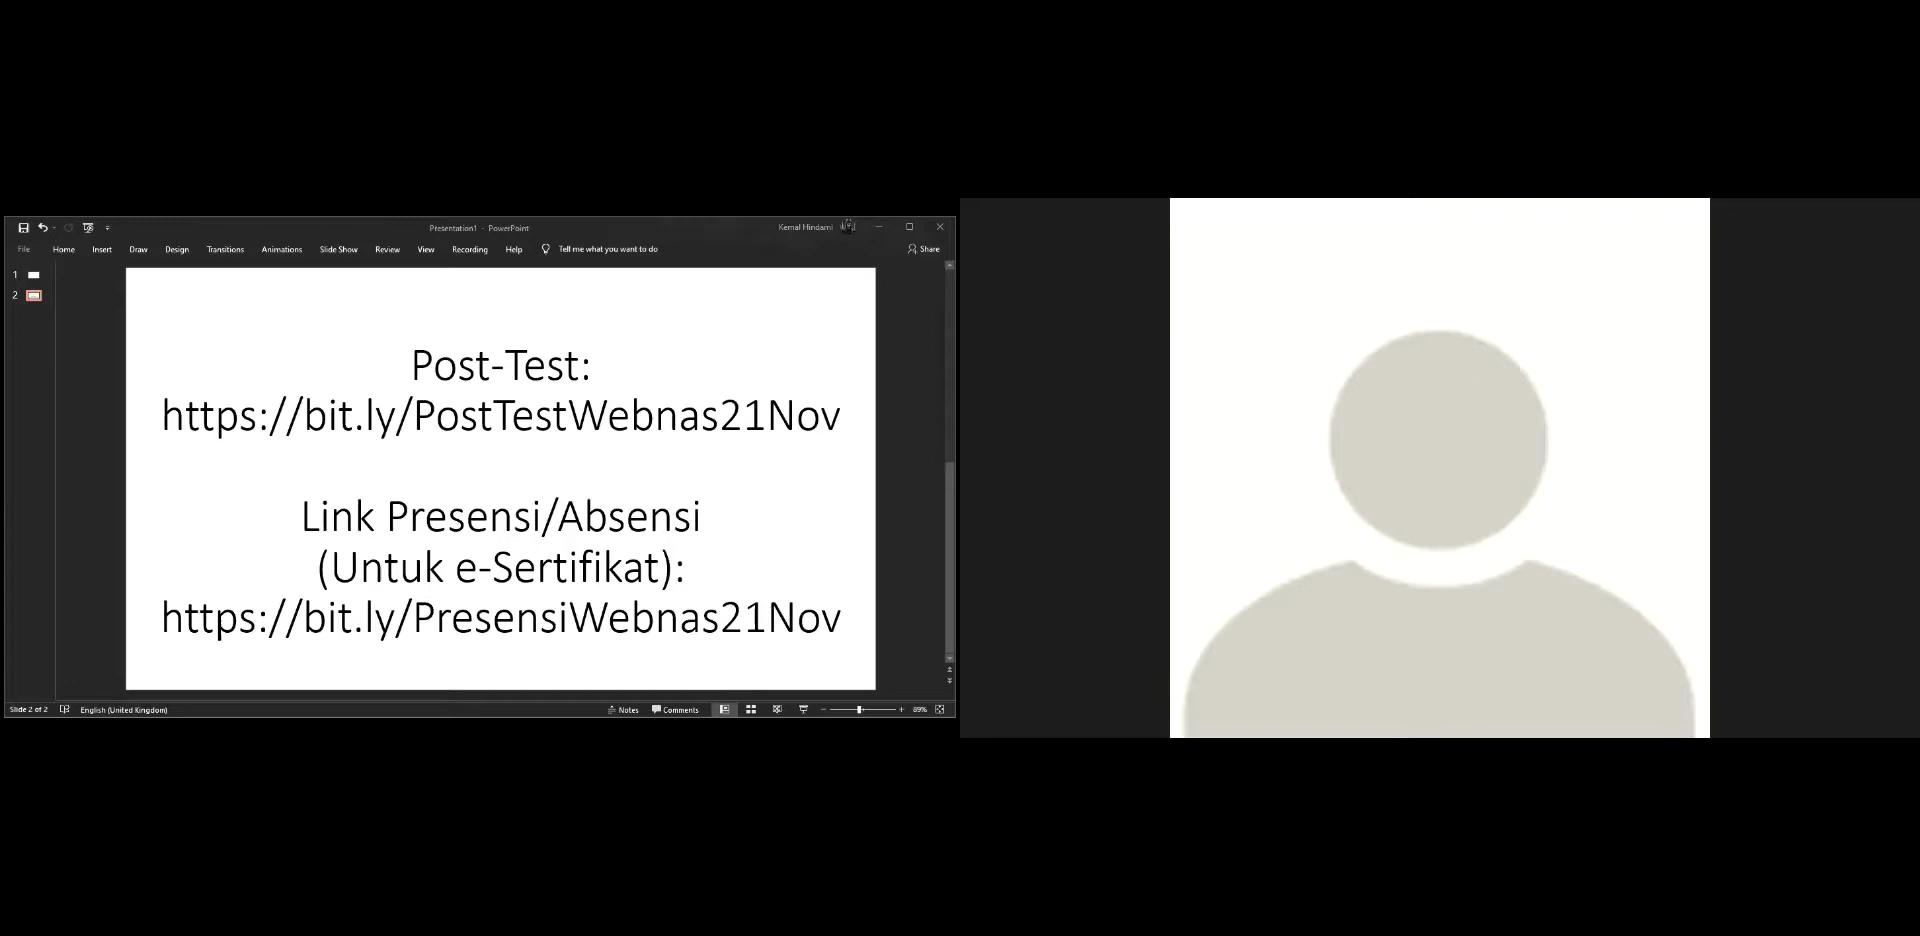 Presentation1 - PowerPoint
Kemal Hindami
File Home Insert Draw Design Transitions Animations Slide Show Review View Recording Help Tell me what you want to do Share
1
2
Post-Test:
https://bit.ly/PostTestWebnas21Nov
Link Presensi/Absensi
(Untuk e-Sertifikat):
https://bit.ly/PresensiWebnas21Nov
Slide 2 of 2 English (United Kingdom) Notes Comments 89%